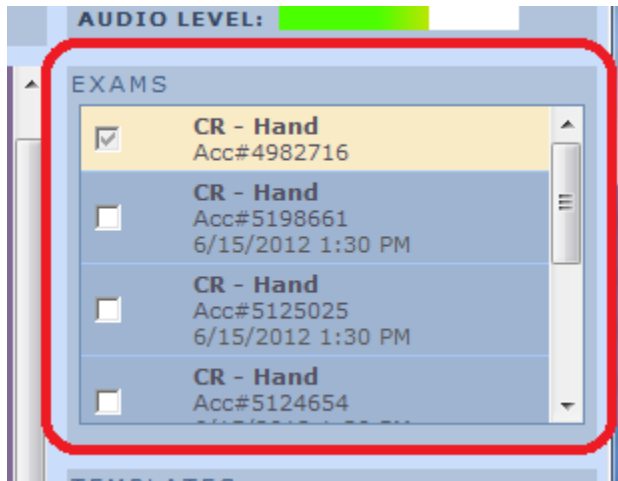 AUDIO LEVEL:
EXAMS
CR - Hand
Acc#4982716
CR - Hand
Acc#5198661
6/15/2012 1:30 PM
CR - Hand
Acc#5125025
6/15/2012 1:30 PM
CR - Hand
Acc#5124654